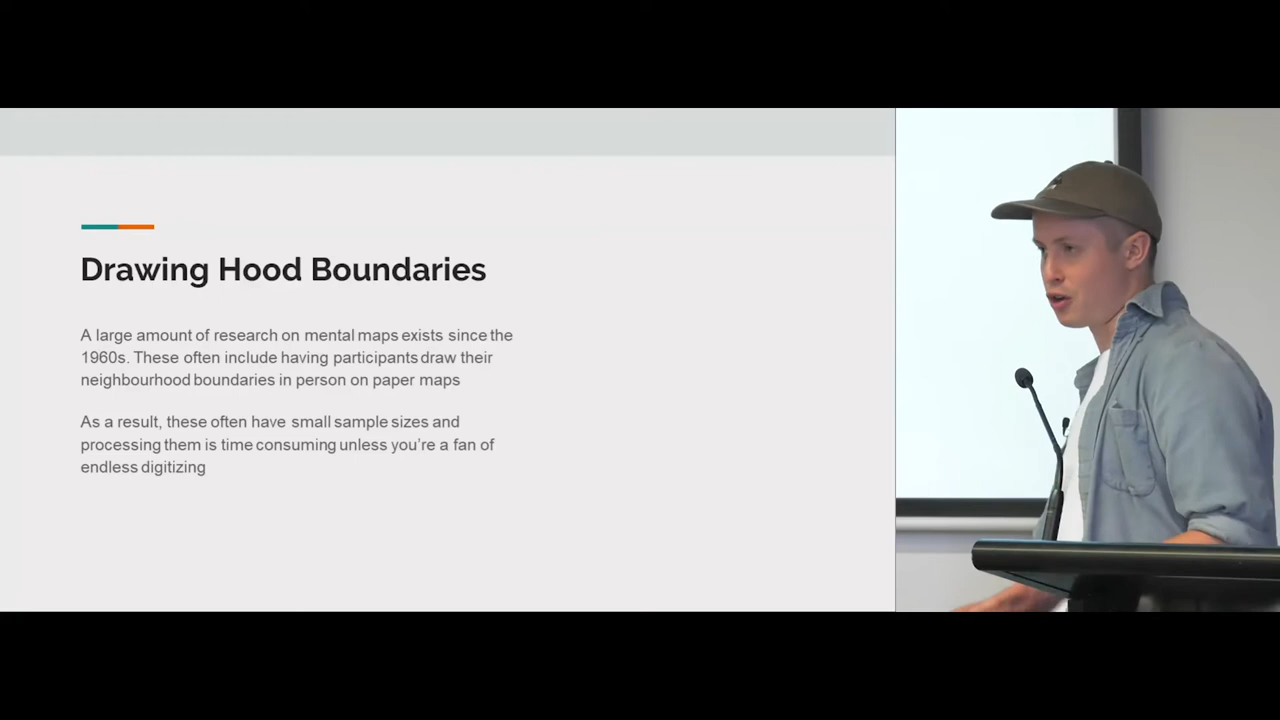 Drawing Hood Boundaries
A large amount of research on mental maps exists since the
1960s. These often include having participants draw their
neighbourhood boundaries in person on paper maps
As a result, these often have small sample sizes and
processing them is time consuming unless you're a fan of
endless digitizing